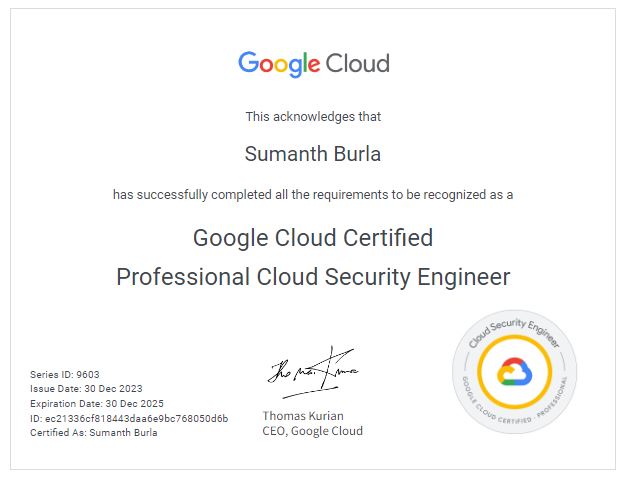 Google Cloud
This acknowledges that
Sumanth Burla
has successfully completed all the requirements to be recognized as a
Google Cloud Certified
Professional Cloud Security Engineer
Series ID: 9603
Issue Date: 30 Dec 2023
Expiration Date: 30 Dec 2025
ID: ec21336cf818443daa6e9bc768050d6b
Certified As: Sumanth Burla
Thomas Kurian
CEO, Google Cloud
Cloud Security Engineer
GOOGLE CLOUD CERTIFIED · PROFESSIONAL